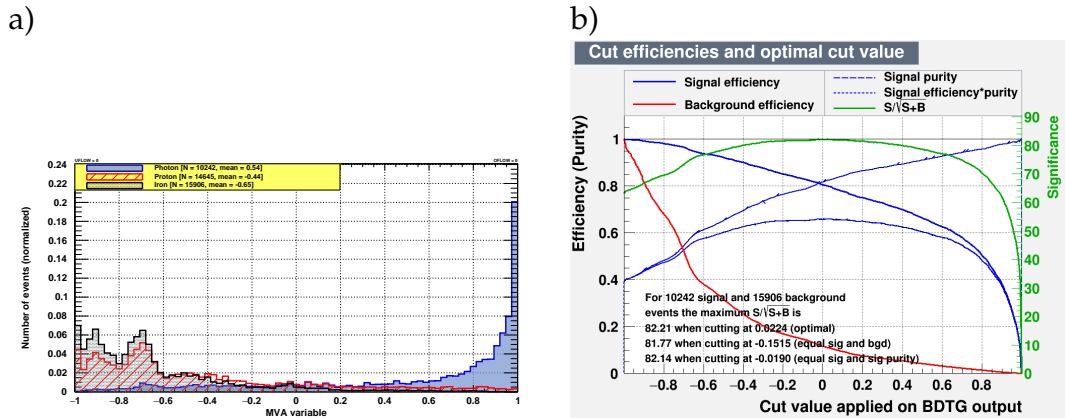 a)
UFLOW = 0
OFLOW = 0
Photon [N = 10242, mean = 0.54]
Proton [N = 14645, mean = -0.44]
Iron [N = 15906, mean = -0.65]
Number of events (normalized)
0.24
0.22
0.2
0.18
0.16
0.14
0.12
0.1
0.08
0.06
0.04
0.02
0
−1 −0.8 −0.6 −0.4 −0.2 0 0.2 0.4 0.6 0.8 1
MVA variable
b)
Cut efficiencies and optimal cut value
Signal efficiency
Background efficiency
Signal purity
Signal efficiency*purity
S/√S+B
Efficiency (Purity)
1
0.8
0.6
0.4
0.2
0
Significance
90
80
70
60
50
40
30
20
10
0
For 10242 signal and 15906 background
events the maximum S/√S+B is
82.21 when cutting at 0.0224 (optimal)
81.77 when cutting at -0.1515 (equal sig and bgd)
82.14 when cutting at -0.0190 (equal sig and sig purity)
−0.8 −0.6 −0.4 −0.2 0 0.2 0.4 0.6 0.8
Cut value applied on BDTG output